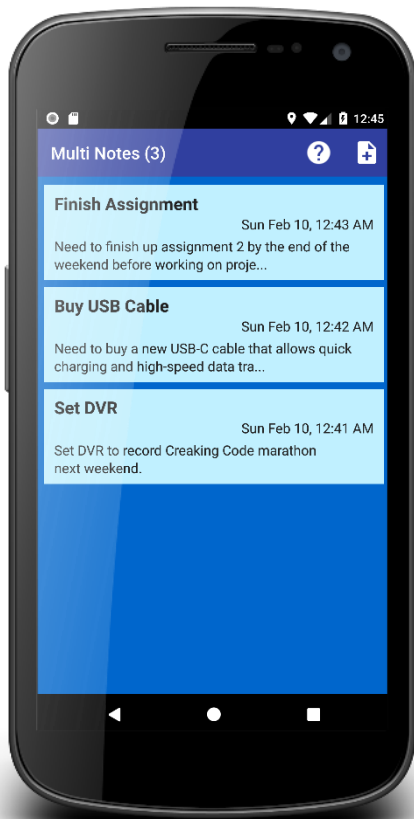 12:45
Multi Notes (3)
Finish Assignment
Sun Feb 10, 12:43 AM
Need to finish up assignment 2 by the end of the
weekend before working on proje...
Buy USB Cable
Sun Feb 10, 12:42 AM
Need to buy a new USB-C cable that allows quick
charging and high-speed data tra...
Set DVR
Sun Feb 10, 12:41 AM
Set DVR to record Creaking Code marathon
next weekend.